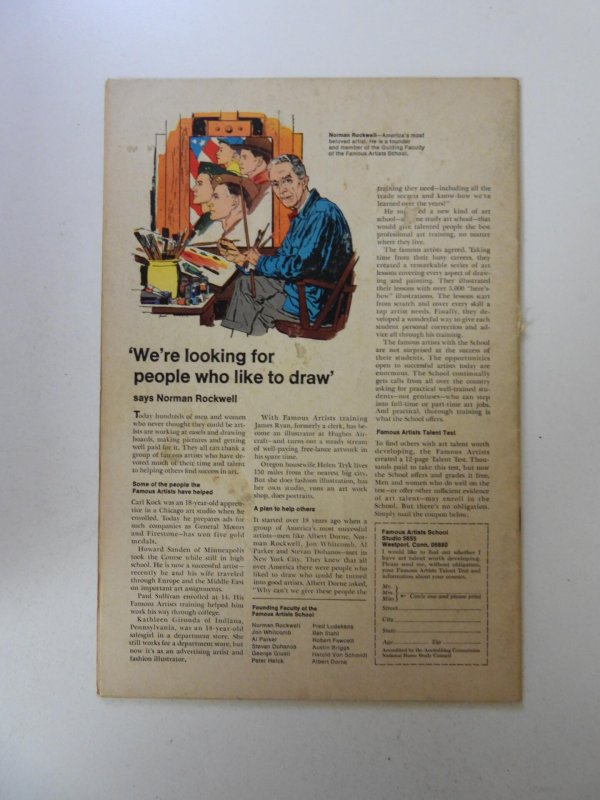 Norman Rockwell—America's most
beloved artist. He is a founder
and member of the Guiding Faculty
of the Famous Artists School.
'We're looking for
people who like to draw'
says Norman Rockwell
Today hundreds of men and women
who never thought they could be art-
ists are working at easels and drawing
boards, making pictures and getting
well paid for it. They all can thank a
group of famous artists who have de-
voted much of their time and talent
to helping others find success in art.
Some of the people the
Famous Artists have helped
Carl Kock was an 18-year-old appren-
tice in a Chicago art studio when he
enrolled. Today he prepares ads for
such companies as General Motors
and Firestone—has won five gold
medals.
Howard Sanden of Minneapolis
took the Course while still in high
school. He is now a successful artist—
recently he and his wife traveled
through Europe and the Middle East
on important art assignments.
Paul Sullivan enrolled at 14. His
Famous Artists training helped him
work his way through college.
Kathleen Gironda of Indiana,
Pennsylvania, was an 18-year-old
salesgirl in a department store. She
still works for a department store, but
now it's as an advertising artist and
fashion illustrator.
With Famous Artists training
James Ryan, formerly a clerk, has be-
come an illustrator at Hughes Air-
craft—and turns out a steady stream
of well-paying free-lance artwork in
his spare time.
Oregon housewife Helen Tryk lives
150 miles from the nearest big city.
But she does fashion illustration, has
her own studio, runs an art work
shop, does portraits.
A plan to help others
It started over 18 years ago when a
group of America's most successful
artists—men like Albert Dorne, Nor-
man Rockwell, Jon Whitcomb, Al
Parker and Stevan Dohanos—met in
New York City. They knew that all
over America there were people who
liked to draw who could be turned
into good artists. Albert Dorne asked,
"Why can't we give these people the
Founding Faculty of the
Famous Artists School
Norman Rockwell
Jon Whitcomb
Al Parker
Stevan Dohanos
George Giusti
Peter Helck
Fred Ludekens
Ben Stahl
Robert Fawcett
Austin Briggs
Harold Von Schmidt
Albert Dorne
training they need—including all the
trade secrets and know-how we've
learned over the years?"
He ed a new kind of art
school—a me study art school—that
would give talented people the best
professional art training, no matter
where they live.
The famous artists agreed. Taking
time from their busy careers, they
created a remarkable series of art
lessons covering every aspect of draw-
ing and painting. They illustrated
their lessons with over 5,000 "here's
how" illustrations. The lessons start
from scratch and cover every skill a
top artist needs. Finally, they de-
veloped a wonderful way to give each
student personal correction and ad-
vice all through his training.
The famous artists with the School
are not surprised at the success of
their students. The opportunities
open to successful artists today are
enormous. The School continually
gets calls from all over the country
asking for practical well-trained stu-
dents—not geniuses—who can step
into full-time or part-time art jobs.
And practical, thorough training is
what the School offers.
Famous Artists Talent Test
To find others with art talent worth
developing, the Famous Artists
created a 12-page Talent Test. Thou-
sands paid to take this test, but now
the School offers and grades it free.
Men and women who do well on the
test—or offer other sufficient evidence
of art talent—may enroll in the
School. But there's no obligation.
Simply mail the coupon below.
Famous Artists School
Studio 5855
Westport, Conn. 06880
I would like to find out whether I
have art talent worth developing.
Please send me, without obligation,
your Famous Artists Talent Test and
information about your courses.
Mr.
Mrs.
Miss
Circle one and please print
Street
City
State
Age Zip
Accredited by the Accrediting Commission
National Home Study Council